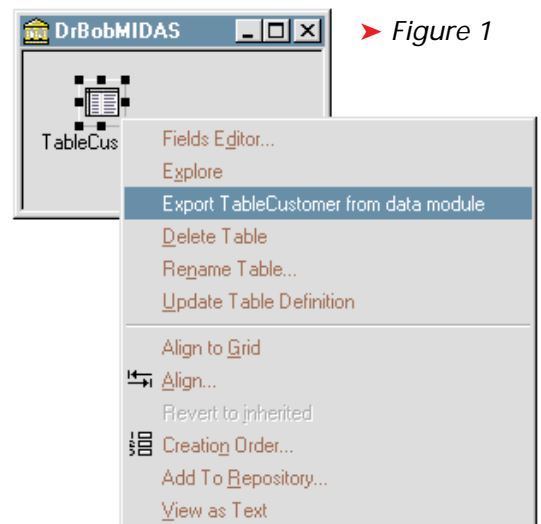 DrBobMIDAS
➤ Figure 1
TableCus
Fields Editor...
Explore
Export TableCustomer from data module
Delete Table
Rename Table...
Update Table Definition
Align to Grid
Align...
Revert to inherited
Creation Order...
Add To Repository...
View as Text